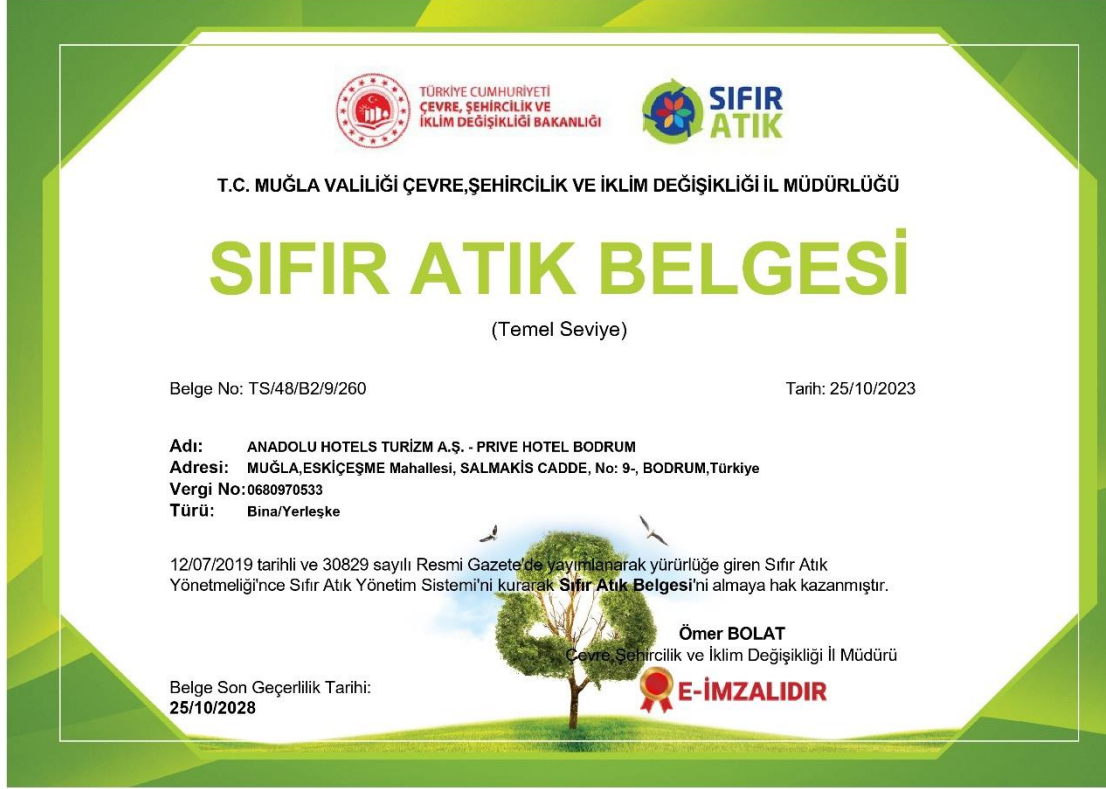 TÜRKİYE CUMHURİYETİ
ÇEVRE, ŞEHİRCİLİK VE
İKLİM DEĞİŞİKLİĞİ BAKANLIĞI
SIFIR
ATIK
T.C. MUĞLA VALİLİĞİ ÇEVRE,ŞEHİRCİLİK VE İKLİM DEĞİŞİKLİĞİ İL MÜDÜRLÜĞÜ
SIFIR ATIK BELGESİ
(Temel Seviye)
Belge No: TS/48/B2/9/260 Tarih: 25/10/2023
Adı: ANADOLU HOTELS TURİZM A.Ş. - PRIVE HOTEL BODRUM
Adresi: MUĞLA,ESKİÇEŞME Mahallesi, SALMAKİS CADDE, No: 9-, BODRUM,Türkiye
Vergi No:0680970533
Türü: Bina/Yerleşke
12/07/2019 tarihli ve 30829 sayılı Resmi Gazete'de yayımlanarak yürürlüğe giren Sıfır Atık
Yönetmeliği'nce Sıfır Atık Yönetim Sistemi'ni kurarak Sıfır Atık Belgesi'ni almaya hak kazanmıştır.
Ömer BOLAT
Çevre,Şehircilik ve İklim Değişikliği İl Müdürü
E-İMZALIDIR
Belge Son Geçerlilik Tarihi:
25/10/2028